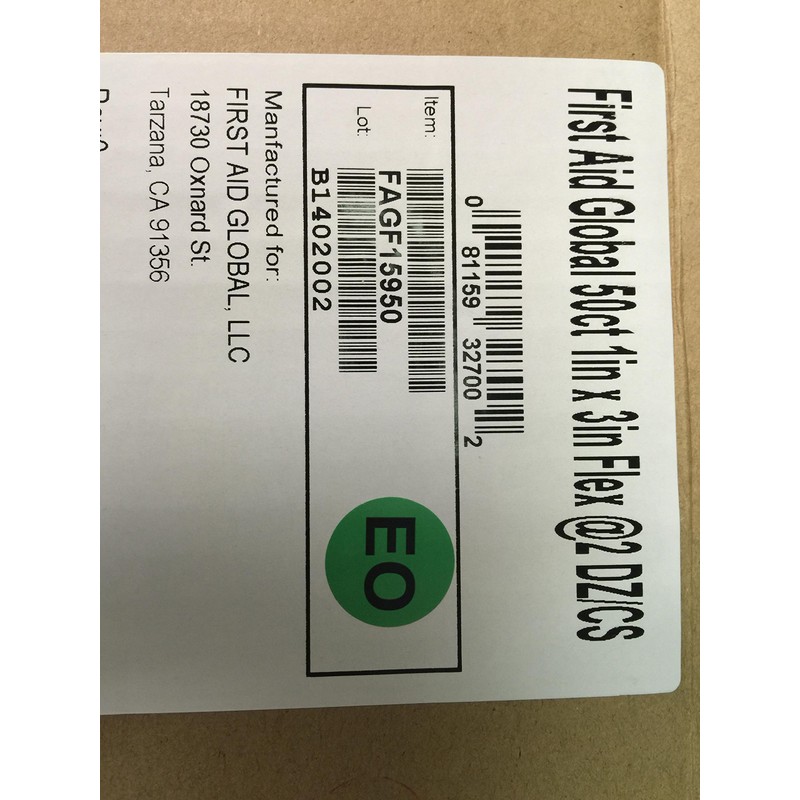 First Aid Global 50ct 1in x 3in Flex @2 DZ/CS
0 81159 32700 2
Item:
FAGF15950
Lot:
B1402002
EO
Manfactured for:
FIRST AID GLOBAL, LLC
18730 Oxnard St.
Tarzana, CA 91356